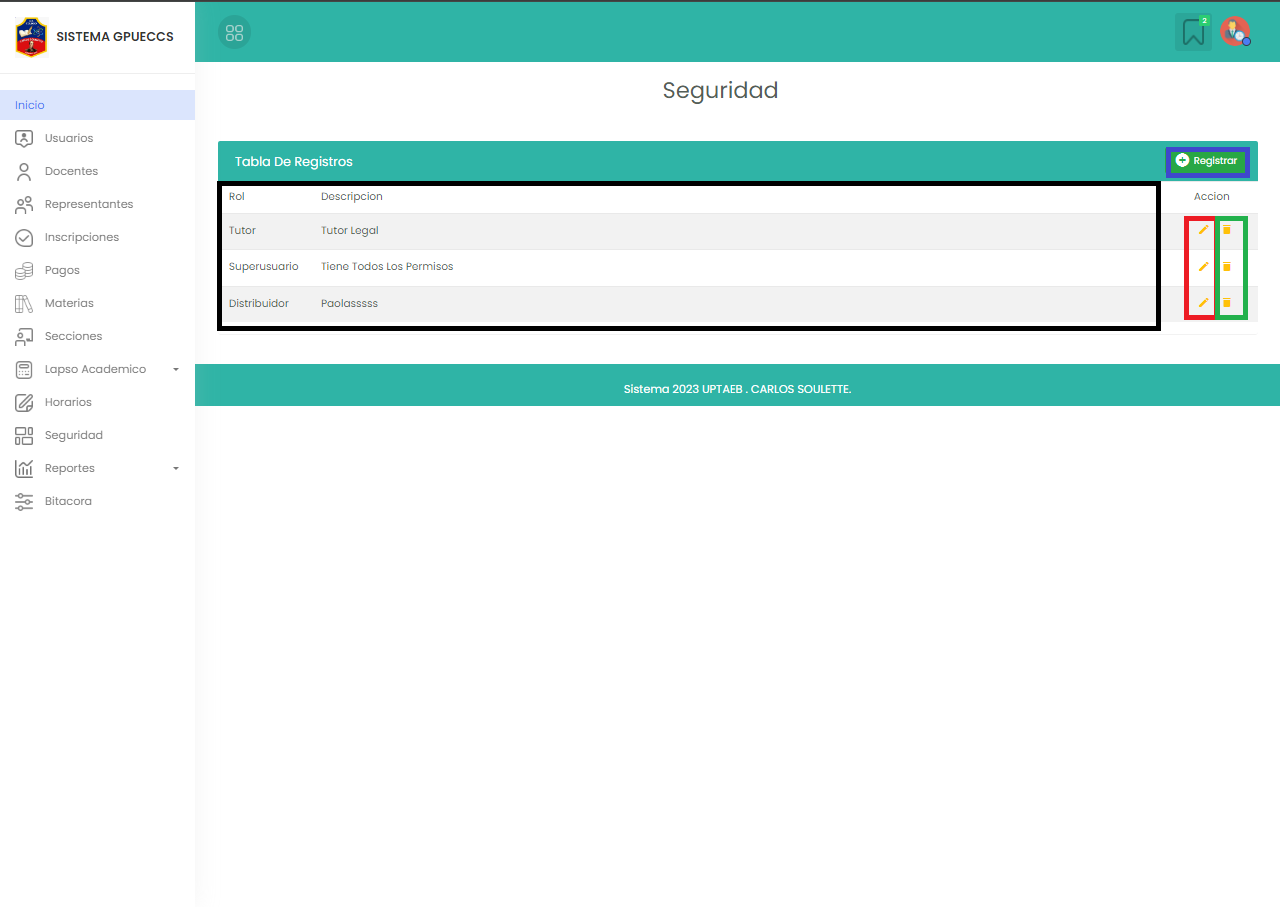 SISTEMA GPUECCS
2
Inicio
Usuarios
Docentes
Representantes
Inscripciones
Pagos
Materias
Secciones
Lapso Academico
Horarios
Seguridad
Reportes
Bitacora
Seguridad
Tabla De Registros
Registrar
Rol Descripcion Accion
Tutor Tutor Legal
Superusuario Tiene Todos Los Permisos
Distribuidor Paolasssss
Sistema 2023 UPTAEB . CARLOS SOULETTE.